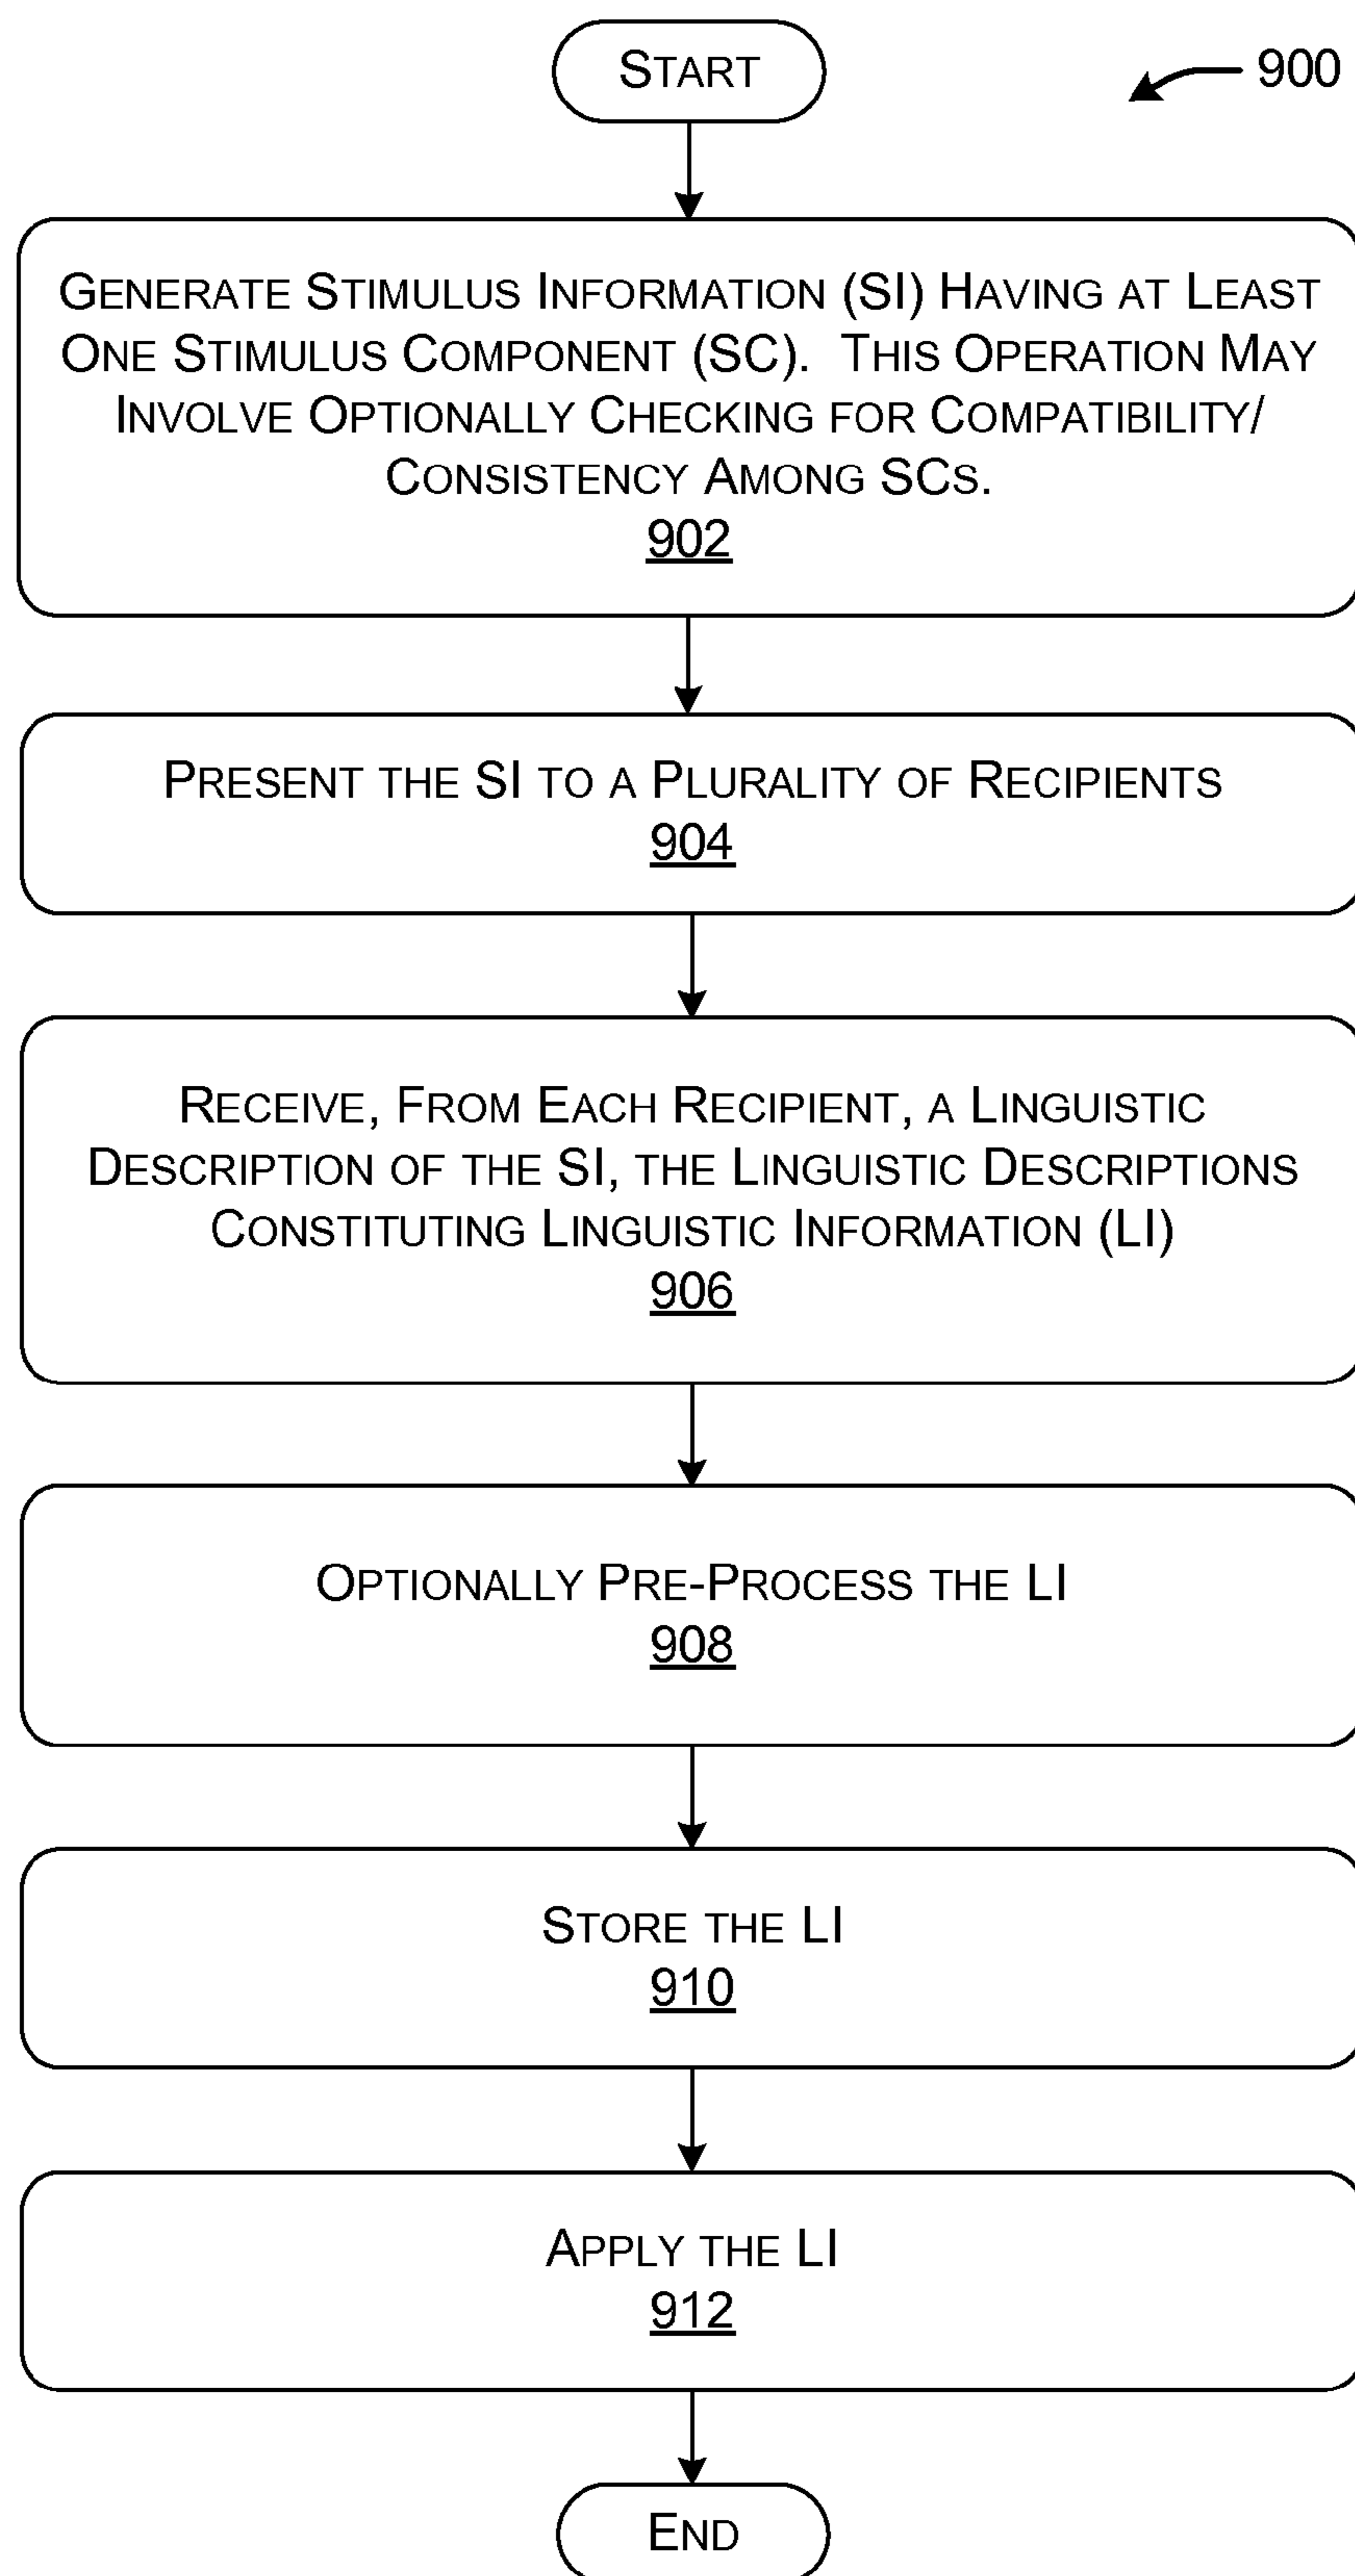 START
900
GENERATE STIMULUS INFORMATION (SI) HAVING AT LEAST
ONE STIMULUS COMPONENT (SC). THIS OPERATION MAY
INVOLVE OPTIONALLY CHECKING FOR COMPATIBILITY/
CONSISTENCY AMONG SCS.
902
PRESENT THE SI TO A PLURALITY OF RECIPIENTS
904
RECEIVE, FROM EACH RECIPIENT, A LINGUISTIC
DESCRIPTION OF THE SI, THE LINGUISTIC DESCRIPTIONS
CONSTITUTING LINGUISTIC INFORMATION (LI)
906
OPTIONALLY PRE-PROCESS THE LI
908
STORE THE LI
910
APPLY THE LI
912
END